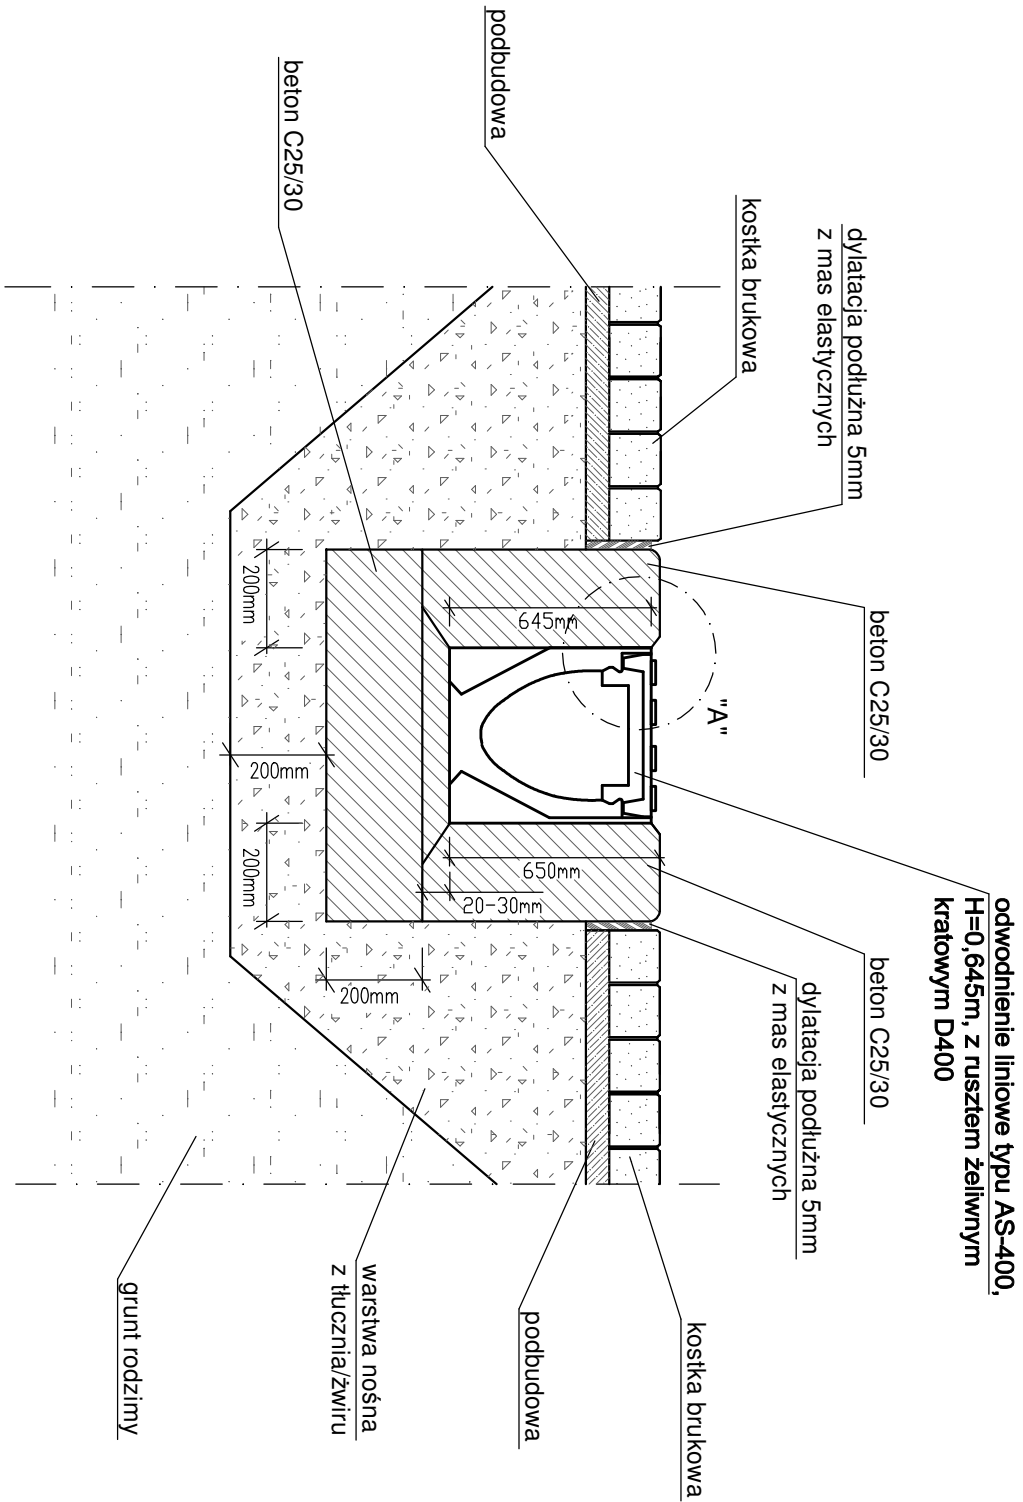 odwodnienie liniowe typu AS-400,
H=0,645m, z rusztem żeliwnym
kratowym D400
dylatacja podłużna 5mm
z mas elastycznych
beton C25/30
beton C25/30
dylatacja podłużna 5mm
z mas elastycznych
kostka brukowa
"A"
kostka brukowa
podbudowa
podbudowa
645mm
650mm
20-30mm
beton C25/30
200mm
200mm
200mm
200mm
warstwa nośna
z tłucznia/żwiru
grunt rodzimy